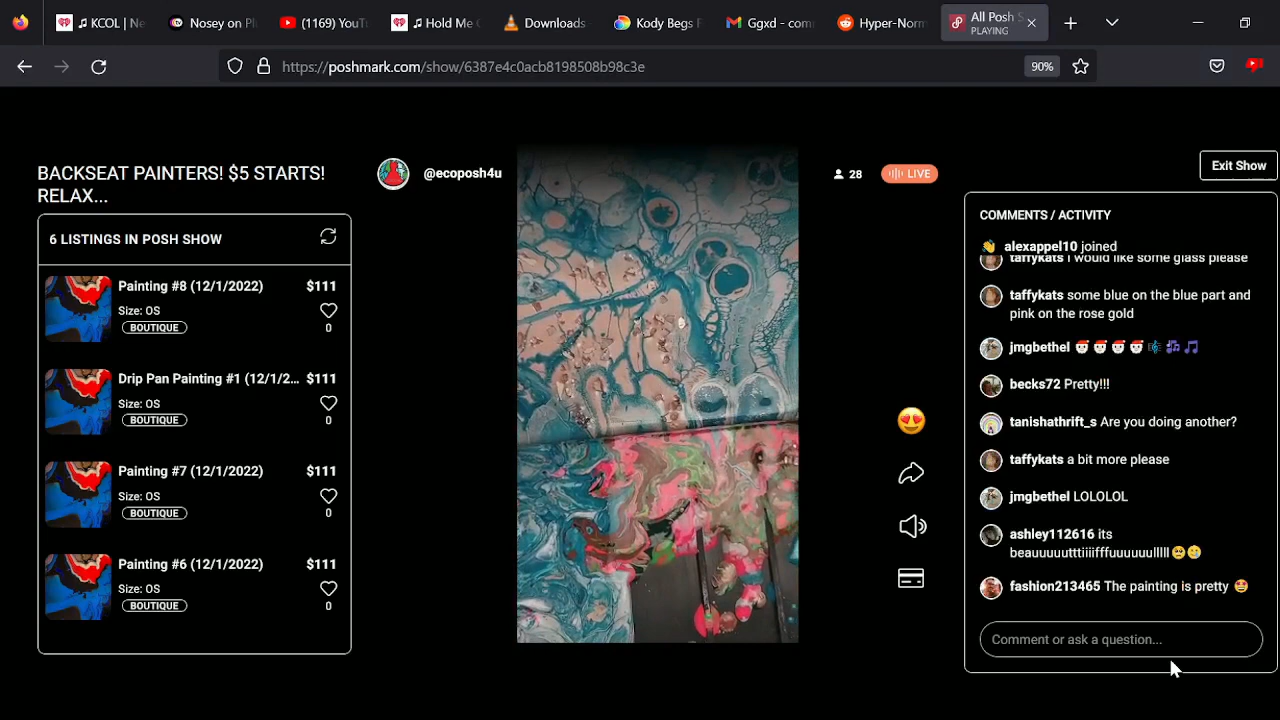 KCOL | Ne
Nosey on Pl
(1169) YouT
Hold Me C
Downloads
Kody Begs F
Ggxd - com
Hyper-Norm
All Posh S
PLAYING
https://poshmark.com/show/6387e4c0acb8198508b98c3e
90%
BACKSEAT PAINTERS! $5 STARTS!
RELAX...
6 LISTINGS IN POSH SHOW
Painting #8 (12/1/2022) $111
Size: OS
BOUTIQUE 0
Drip Pan Painting #1 (12/1/2... $111
Size: OS
BOUTIQUE 0
Painting #7 (12/1/2022) $111
Size: OS
BOUTIQUE 0
Painting #6 (12/1/2022) $111
Size: OS
BOUTIQUE 0
@ecoposh4u
28 LIVE
Exit Show
COMMENTS / ACTIVITY
👏 alexappel10 joined
taffykats I would like some glass please
taffykats some blue on the blue part and
pink on the rose gold
jmgbethel 🎅🎅🎅🎅🎼🎶🎵
becks72 Pretty!!!
tanishathrift_s Are you doing another?
taffykats a bit more please
jmgbethel LOLOLOL
ashley112616 its
beauuuuutttiiiifffuuuuuulllll🥺🥲
fashion213465 The painting is pretty 🤩
Comment or ask a question...